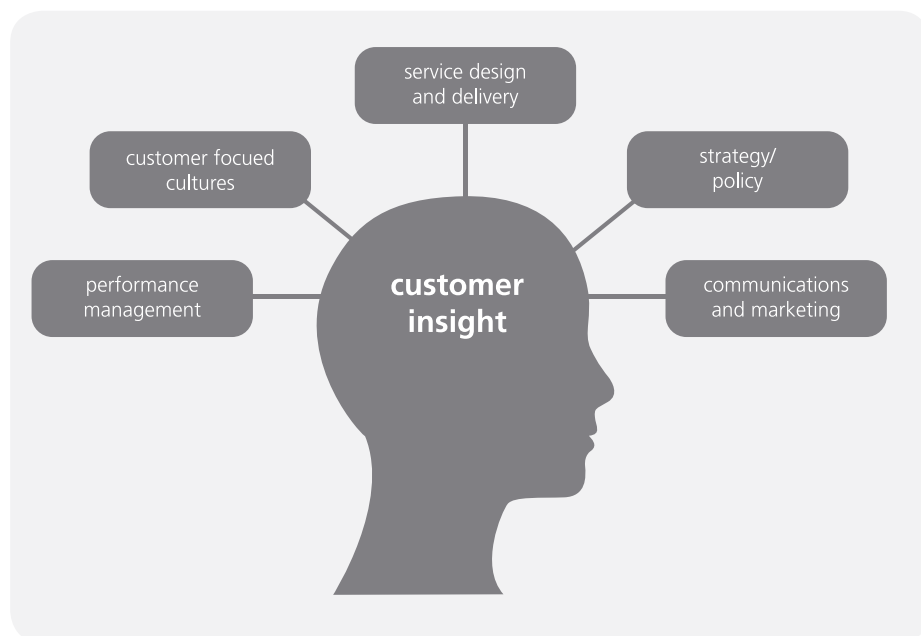 service design
and delivery
customer focued
cultures
strategy/
policy
performance
management
customer
insight
communications
and marketing